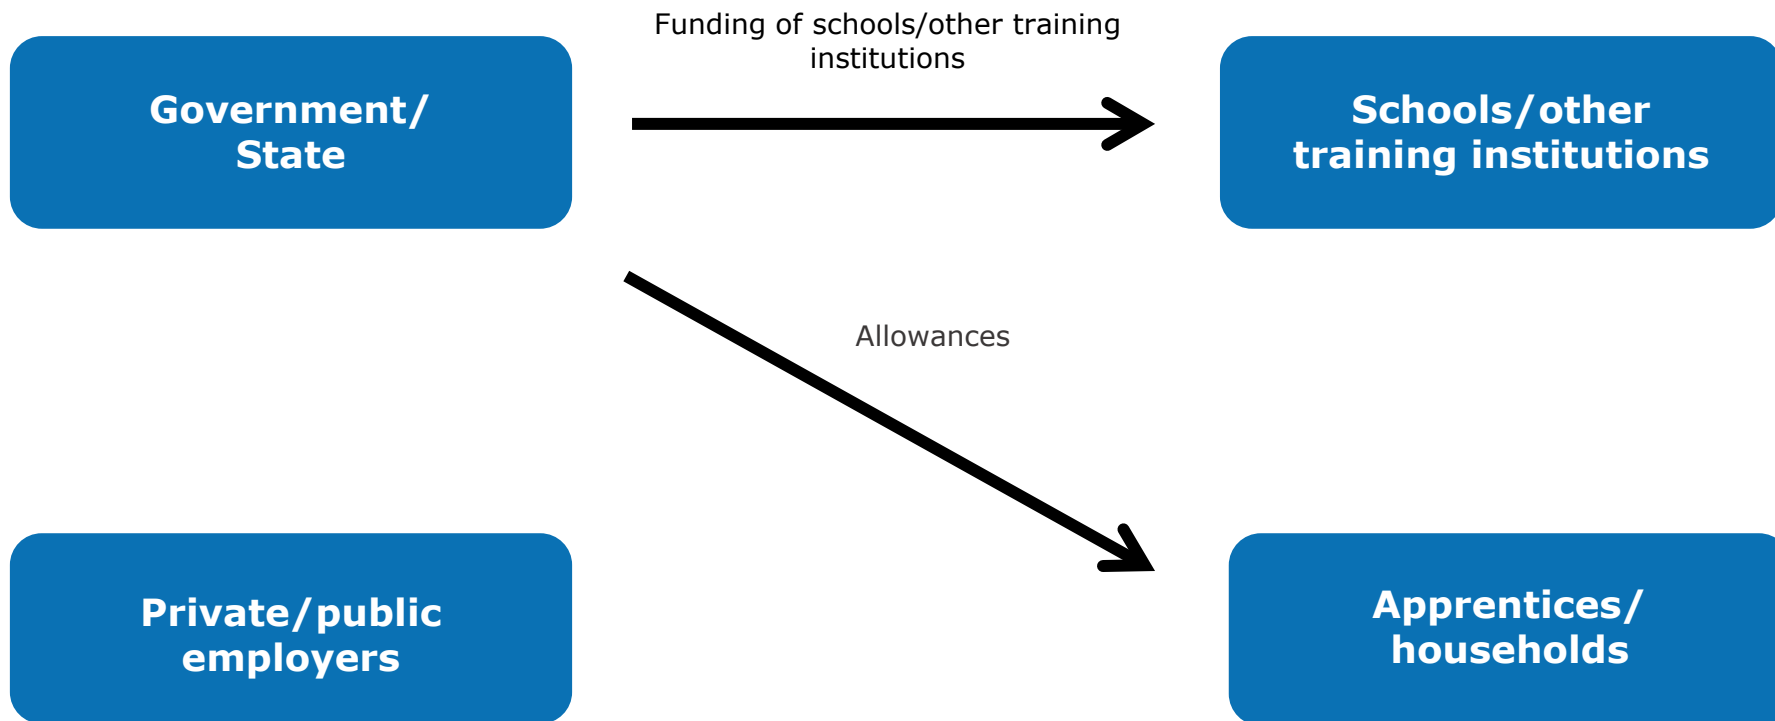 Funding of schools/other training
institutions
Government/
State
Schools/other
training institutions
Allowances
Private/public
employers
Apprentices/
households